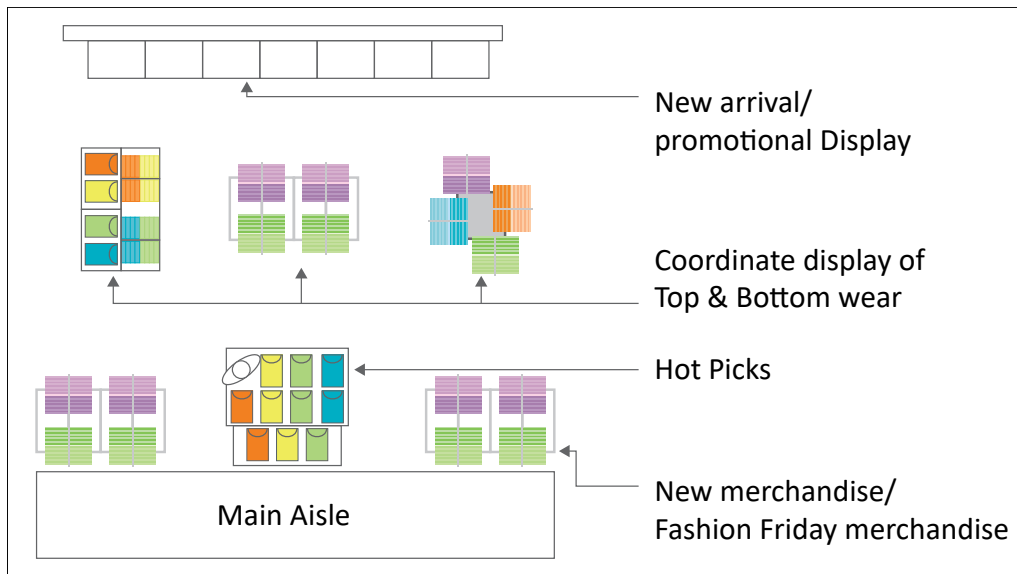 New arrival/
promotional Display
Coordinate display of
Top & Bottom wear
Hot Picks
New merchandise/
Fashion Friday merchandise
Main Aisle